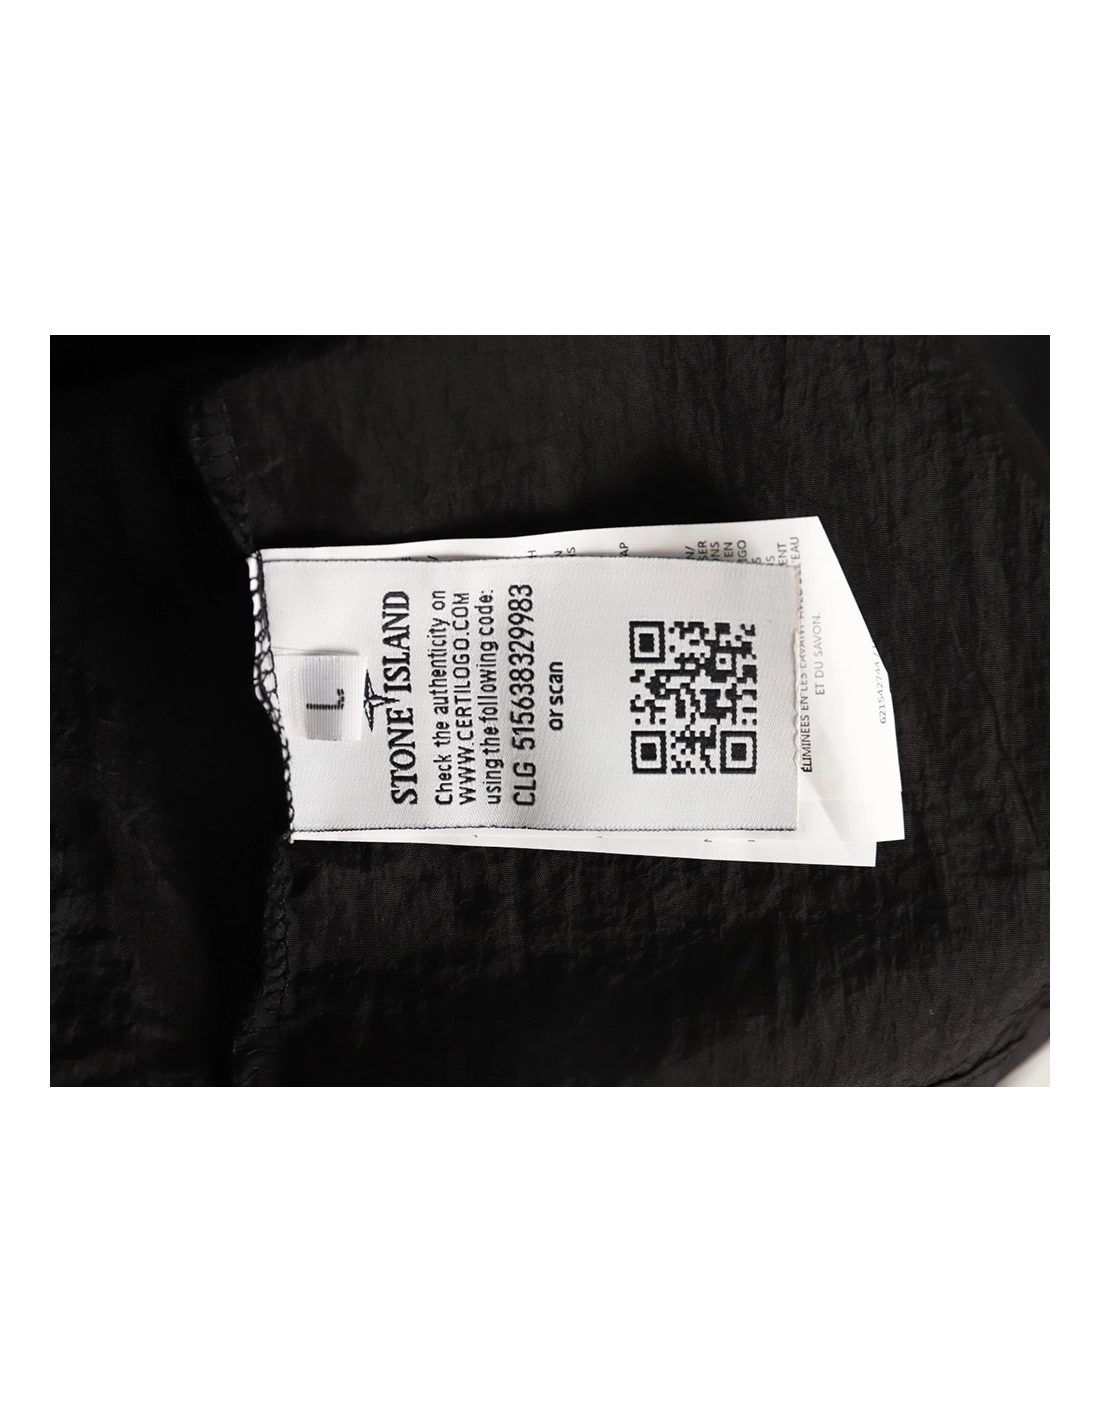 L
STONE ISLAND
Check the authenticity on
WWW.CERTILOGO.COM
using the following code:
CLG 515638329983
or scan
ÉLIMINEES EN LES LAVANT AVEC DE L'EAU
ET DU SAVON.